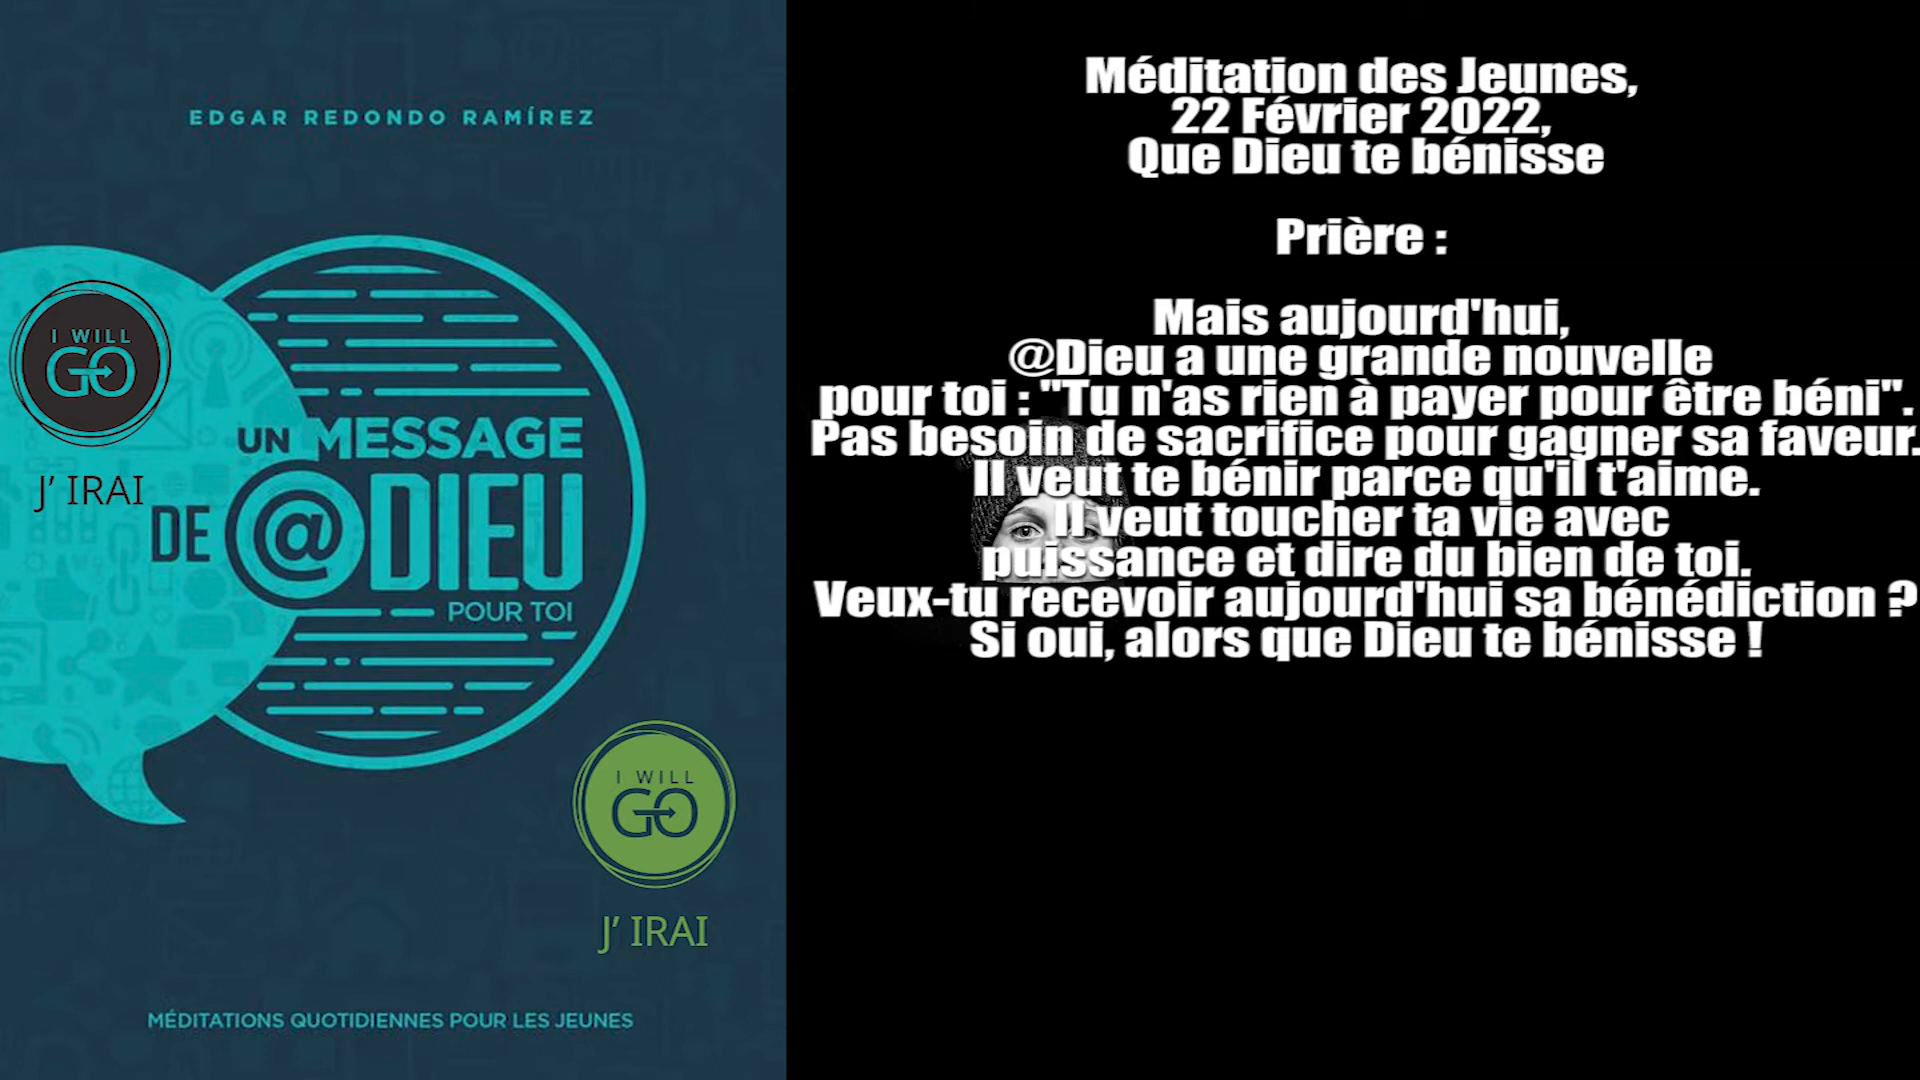 EDGAR REDONDO RAMÍREZ
I WILL
GO
J' IRAI
UN MESSAGE
DE @DIEU
POUR TOI
I WILL
GO
J' IRAI
MÉDITATIONS QUOTIDIENNES POUR LES JEUNES
Méditation des Jeunes,
22 Février 2022,
Que Dieu te bénisse
Prière :
Mais aujourd'hui,
@Dieu a une grande nouvelle
pour toi : "Tu n'as rien à payer pour être béni".
Pas besoin de sacrifice pour gagner sa faveur.
Il veut te bénir parce qu'il t'aime.
Il veut toucher ta vie avec
puissance et dire du bien de toi.
Veux-tu recevoir aujourd'hui sa bénédiction ?
Si oui, alors que Dieu te bénisse !